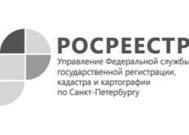 РОСРЕЕСТР
Управление Федеральной службы
государственной регистрации,
кадастра и картографии
по Санкт-Петербургу